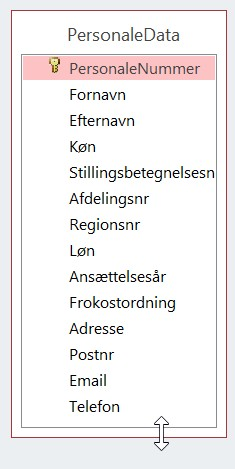 PersonaleData
PersonaleNummer
Fornavn
Efternavn
Køn
Stillingsbetegnelsesn
Afdelingsnr
Regionsnr
Løn
Ansættelsesår
Frokostordning
Adresse
Postnr
Email
Telefon